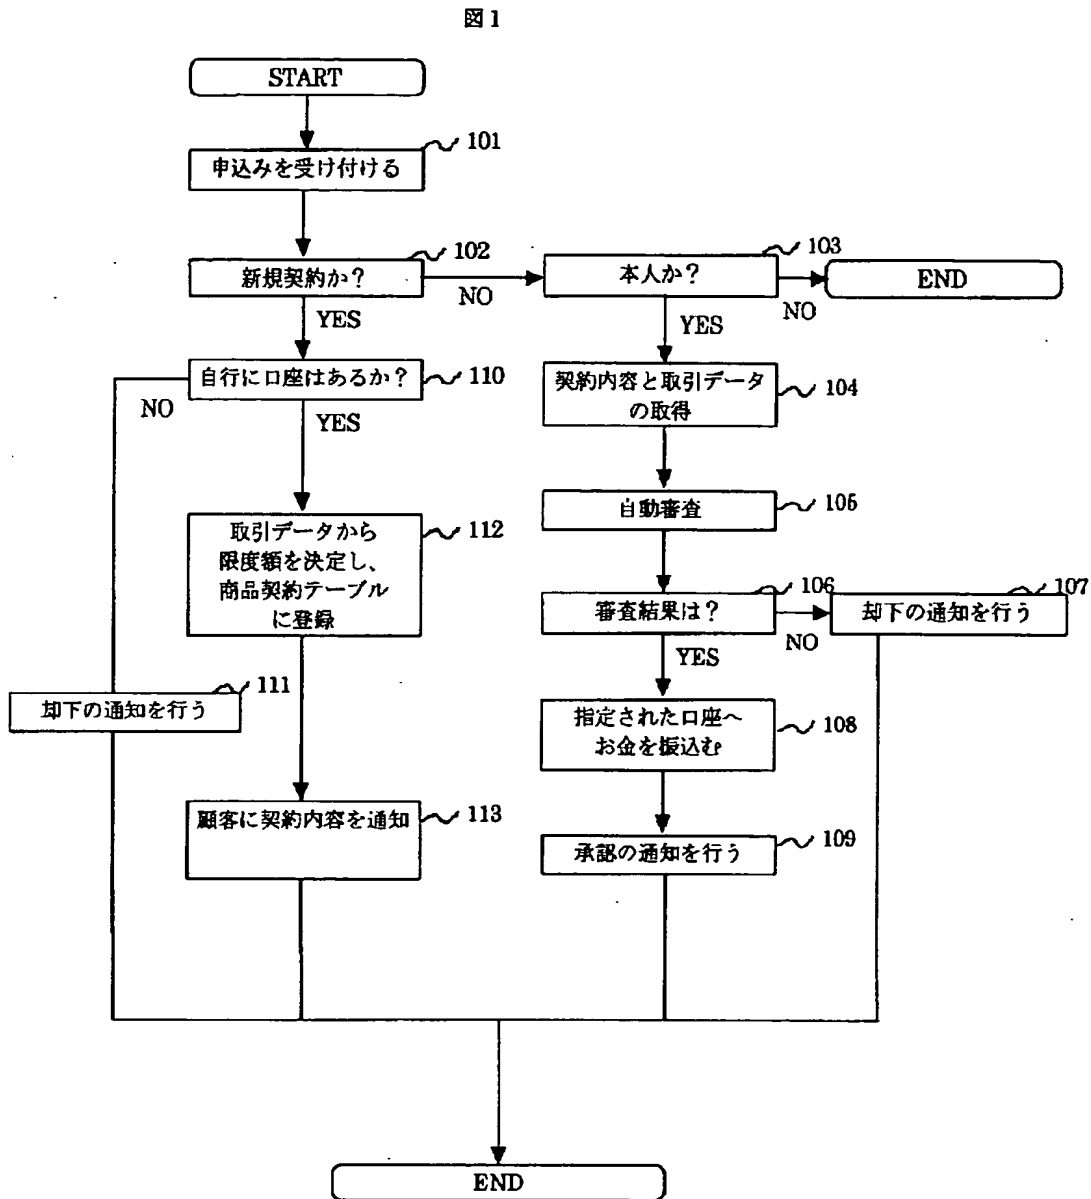 図1
START
101
申込みを受け付ける
102
新規契約か？
NO
103
本人か？
NO
END
YES
YES
自行に口座はあるか？
110
NO
YES
契約内容と取引データ
の取得
104
自動審査
105
取引データから
限度額を決定し、
商品契約テーブル
に登録
112
106
審査結果は？
NO
107
却下の通知を行う
YES
111
却下の通知を行う
指定された口座へ
お金を振込む
108
顧客に契約内容を通知
113
承認の通知を行う
109
END